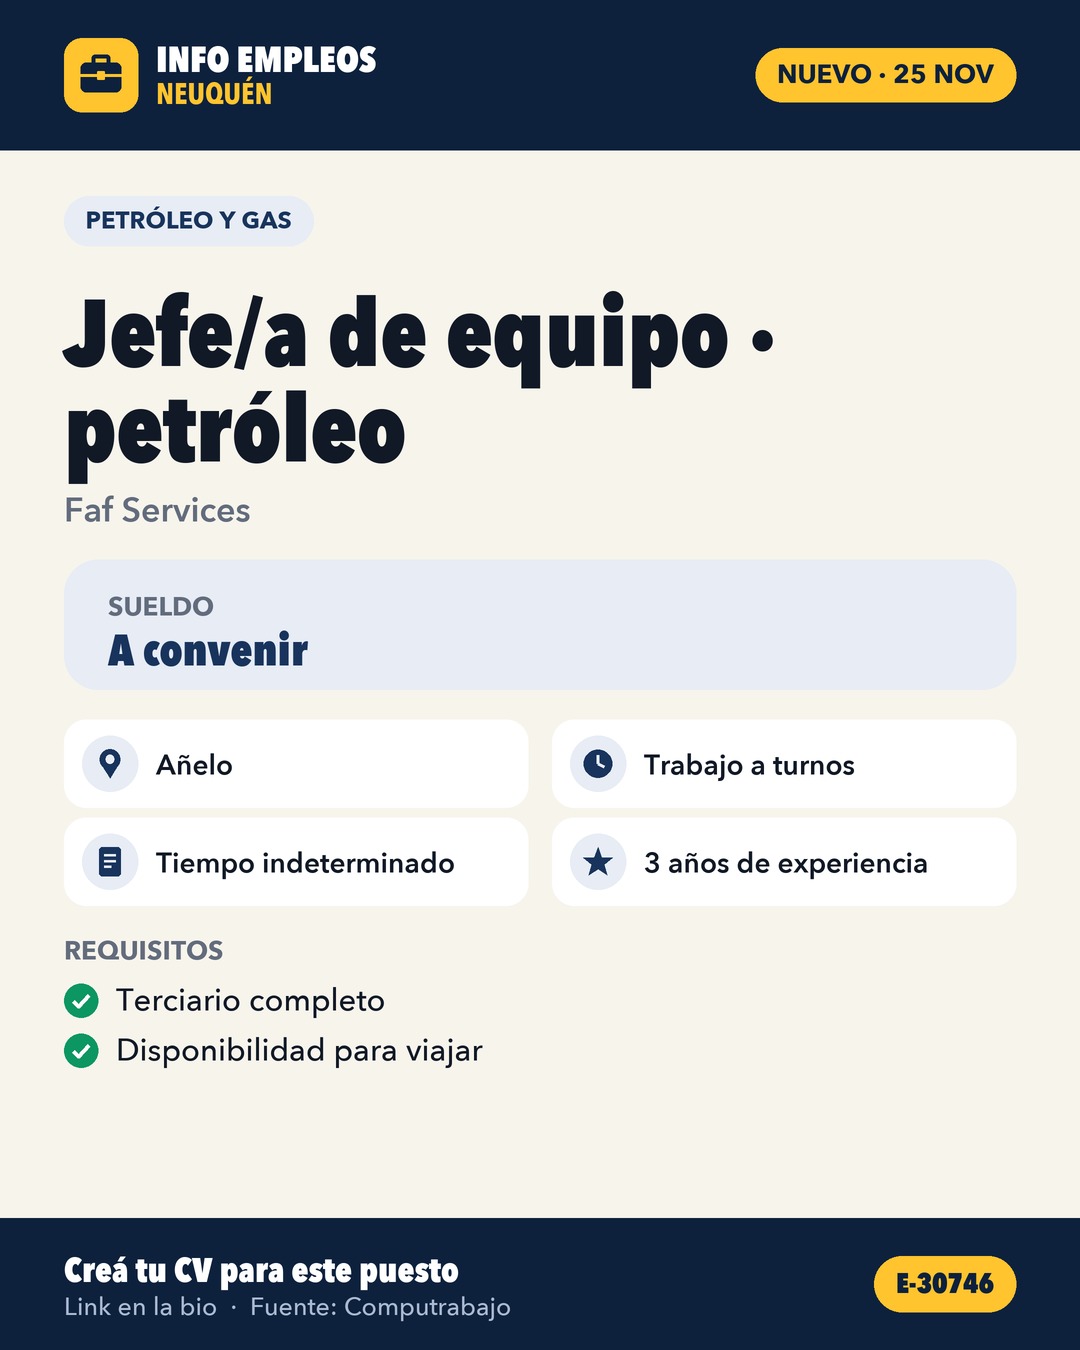 INFO EMPLEOS
NEUQUÉN
NUEVO · 25 NOV
PETRÓLEO Y GAS
Jefe/a de equipo ·
petróleo
Faf Services
SUELDO
A convenir
Añelo
Trabajo a turnos
Tiempo indeterminado
3 años de experiencia
REQUISITOS
Terciario completo
Disponibilidad para viajar
Creá tu CV para este puesto
Link en la bio · Fuente: Computrabajo
E-30746